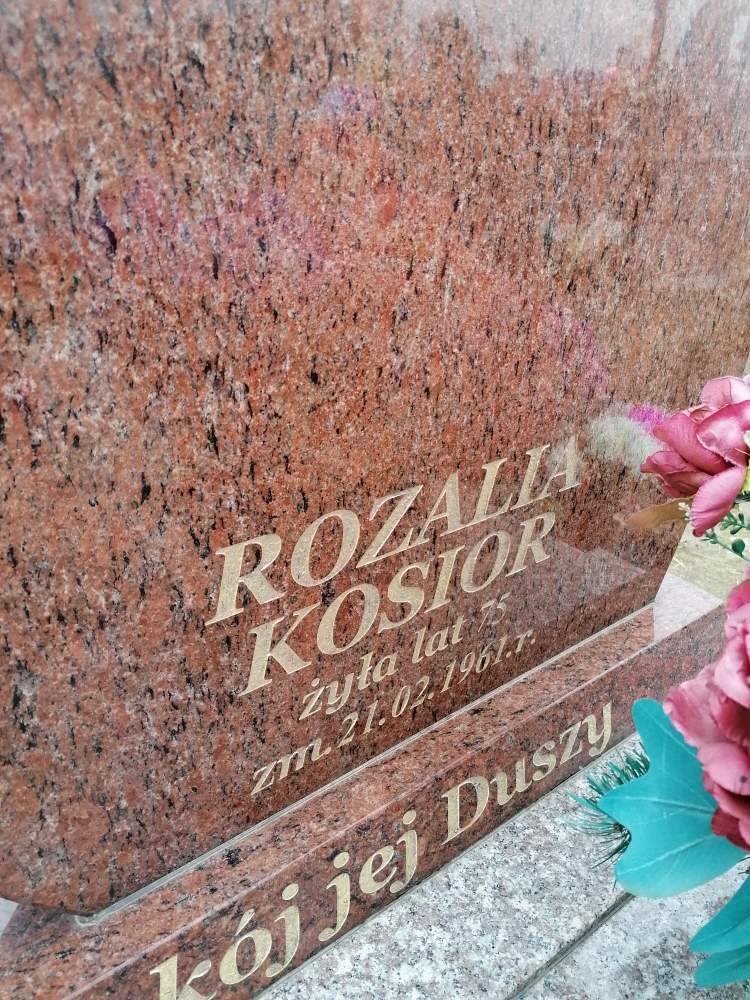 ROZALIA
KOSIOR
żyła lat 75
zm. 21.02.1961.r.
kój jej Duszy